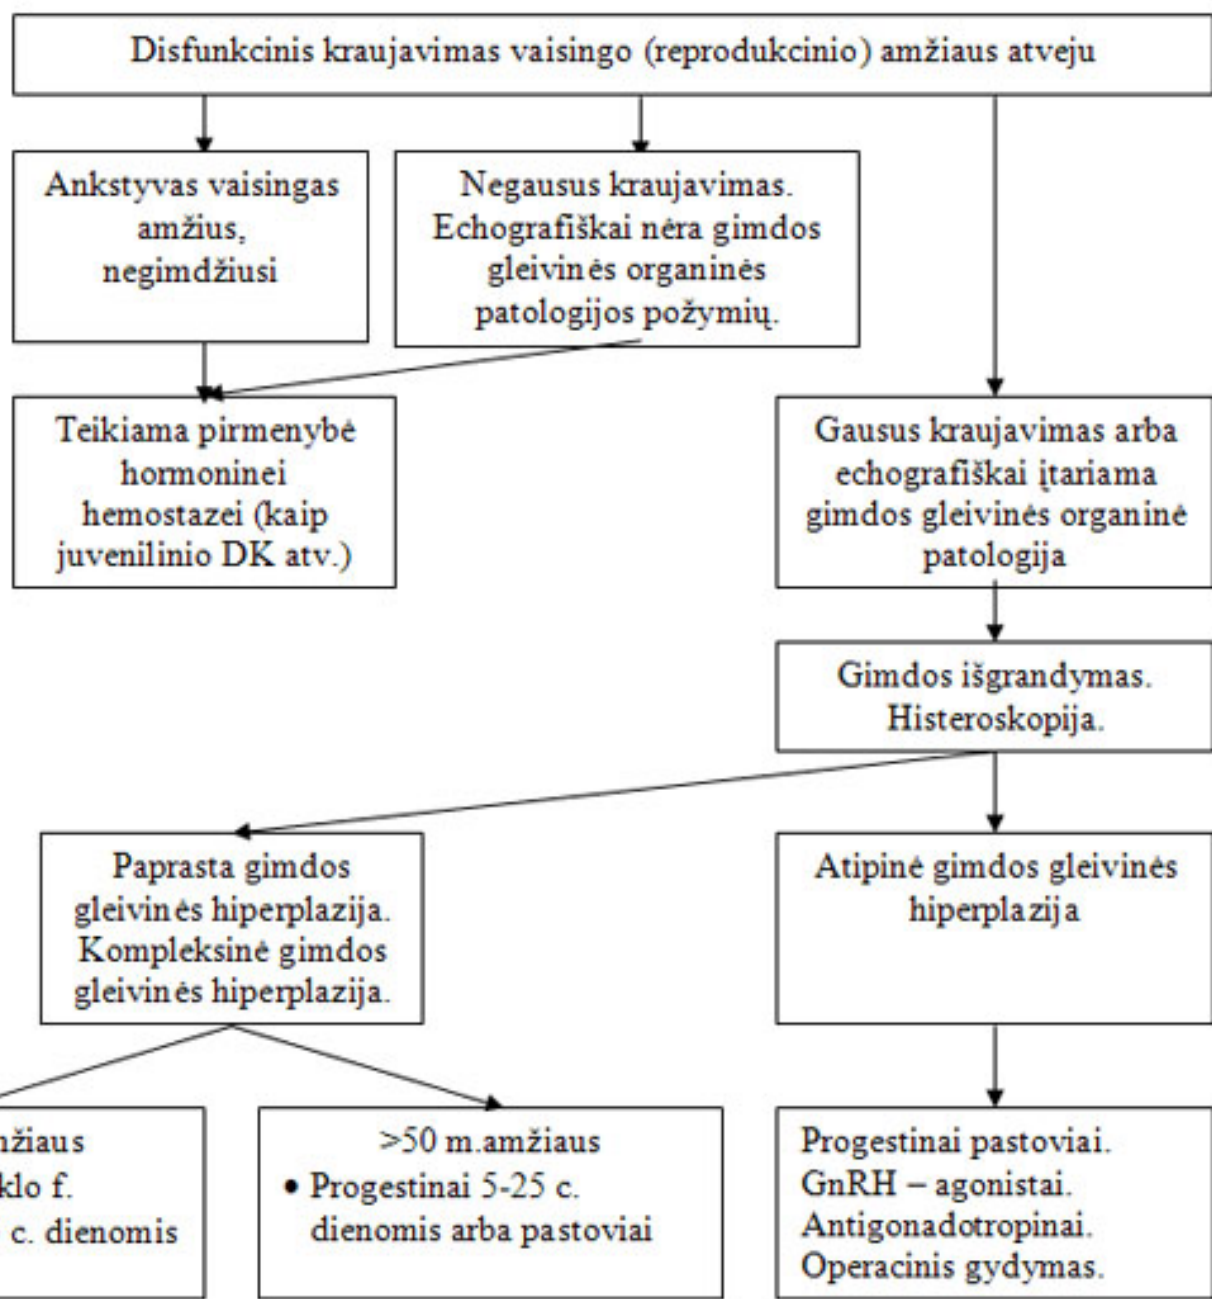 Disfunkcinis kraujavimas vaisingo (reprodukcinio) amžiaus atveju
Ankstyvas vaisingas
amžius,
negimdžiusi
Negausus kraujavimas.
Echografiškai nėra gimdos
gleivinės organinės
patologijos požymių.
Teikiama pirmenybė
hormoninei
hemostazei (kaip
juvenilinio DK atv.)
Gausus kraujavimas arba
echografiškai įtariama
gimdos gleivinės organinė
patologija
Gimdos išgrandymas.
Histeroskopija.
Paprasta gimdos
gleivinės hiperplazija.
Kompleksinė gimdos
gleivinės hiperplazija.
Atipinė gimdos gleivinės
hiperplazija
f.
c. dienomis
>50 m.amžiaus
• Progestinai 5-25 c.
dienomis arba pastoviai
Progestinai pastoviai.
GnRH – agonistai.
Antigonadotropinai.
Operacinis gydymas.